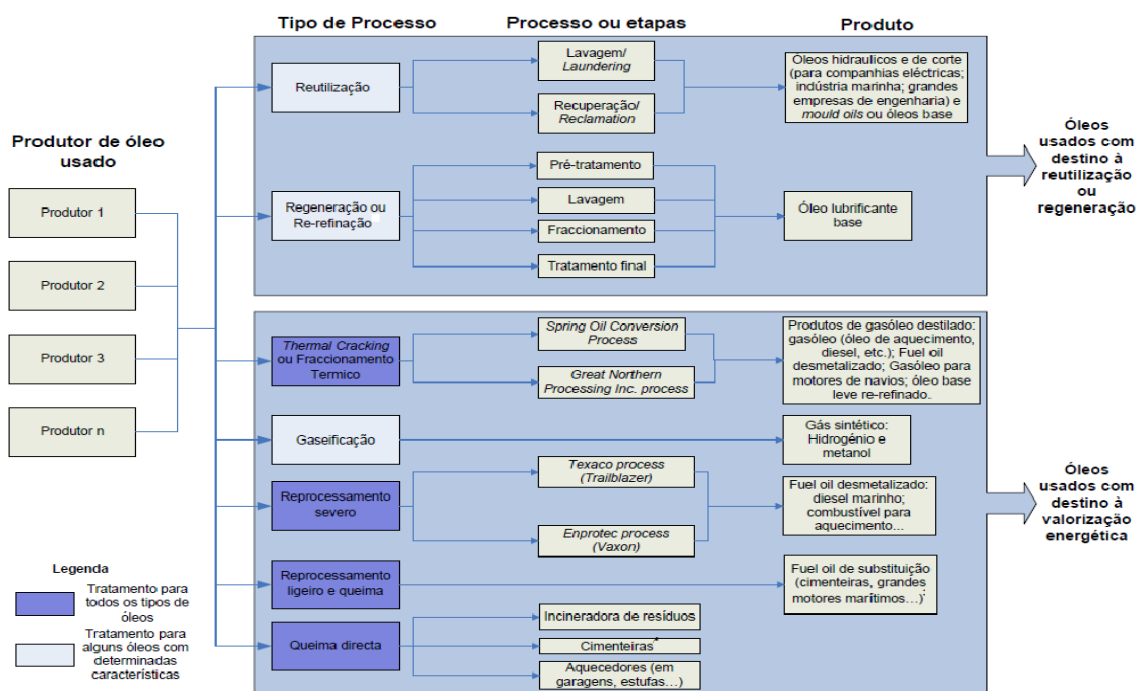 Tipo de Processo
Processo ou etapas
Produto
Produtor de óleo
usado
Produtor 1
Produtor 2
Produtor 3
Produtor n
Reutilização
Lavagem/
Laundering
Recuperação/
Reclamation
Óleos hidraulicos e de corte
(para companhias eléctricas;
indústria marinha; grandes
empresas de engenharia) e
mould oils ou óleos base
Regeneração ou
Re-refinação
Pré-tratamento
Lavagem
Fraccionamento
Tratamento final
Óleo lubrificante
base
Óleos
usados com
destino à
reutilização
ou
regeneração
Thermal Cracking
ou Fraccionamento
Termico
Spring Oil Conversion
Process
Great Northern
Processing Inc. process
Produtos de gasóleo destilado:
gasóleo (óleo de aquecimento,
diesel, etc.); Fuel oil
desmetalizado; Gasóleo para
motores de navios; óleo base
leve re-refinado.
Gaseificação
Gás sintético:
Hidrogénio e
metanol
Reprocessamento
severo
Texaco process
(Trailblazer)
Enprotec process
(Vaxon)
Fuel oil desmetalizado:
diesel marinho;
combustível para
aquecimento...
Reprocessamento
ligeiro e queima
Fuel oil de substituição
(cimenteiras, grandes
motores marítimos…)
Queima directa
Incineradora de resíduos
Cimenteiras
Aquecedores (em
garagens, estufas…)
Óleos
usados com
destino à
valorização
energética
Legenda
Tratamento para
todos os tipos de
óleos
Tratamento para
alguns óleos com
determinadas
características